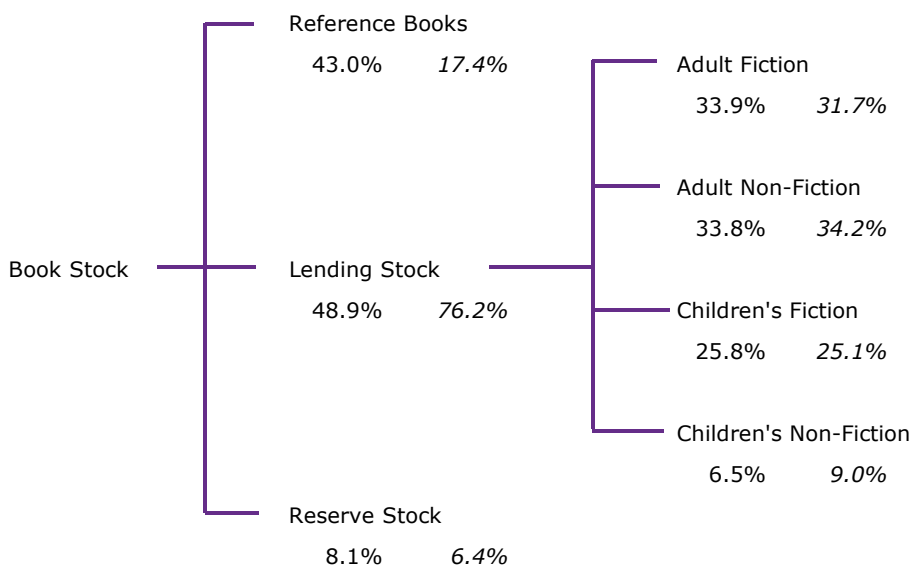 Reference Books
43.0% 17.4%
Adult Fiction
33.9% 31.7%
Adult Non-Fiction
33.8% 34.2%
Book Stock
Lending Stock
48.9% 76.2%
Children's Fiction
25.8% 25.1%
Children's Non-Fiction
6.5% 9.0%
Reserve Stock
8.1% 6.4%